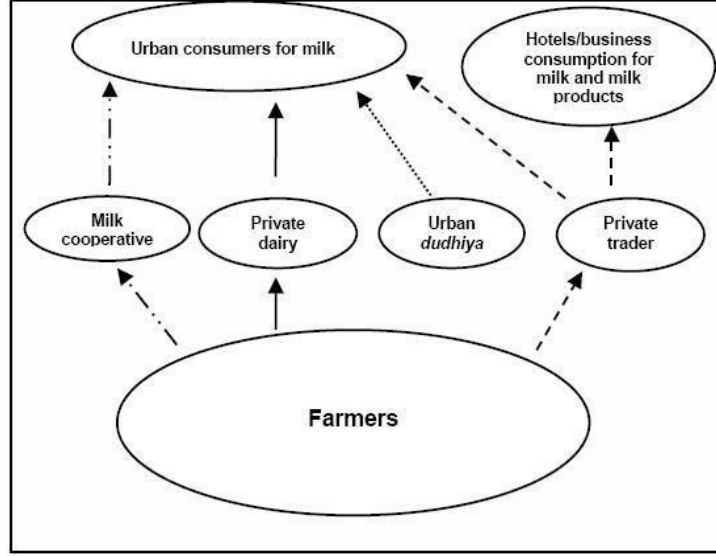 Urban consumers for milk
Hotels/business
consumption for
milk and milk
products
Milk
cooperative
Private
dairy
Urban
dudhiya
Private
trader
Farmers